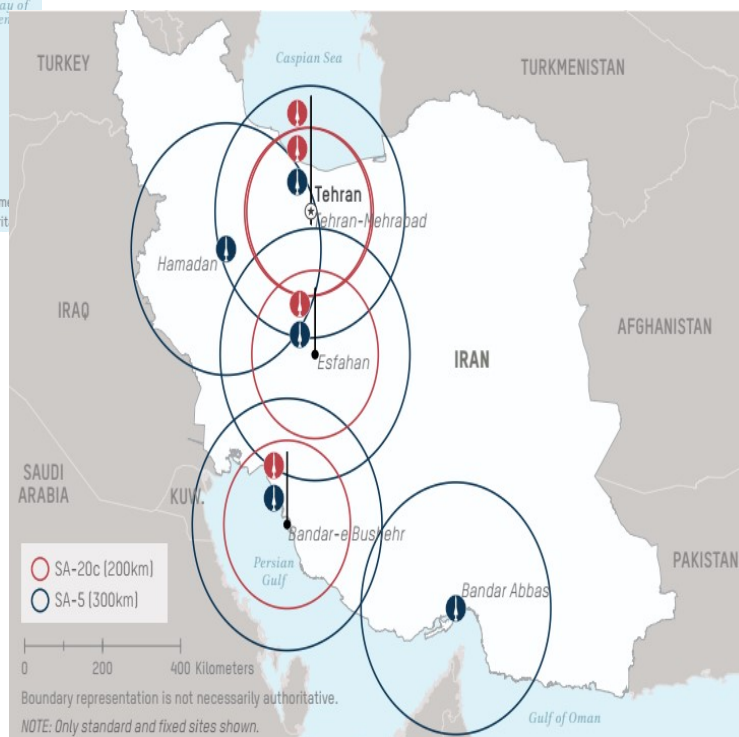 TURKEY
Caspian Sea
TURKMENISTAN
Tehran
Tehran-Mehrabad
Hamadan
IRAQ
Esfahan
IRAN
AFGHANISTAN
SAUDI
ARABIA
KUW.
Bandar-e Bushehr
Persian
Gulf
PAKISTAN
Bandar Abbas
SA-20c (200km)
SA-5 (300km)
0 200 400 Kilometers
Boundary representation is not necessarily authoritative.
Gulf of Oman
NOTE: Only standard and fixed sites shown.